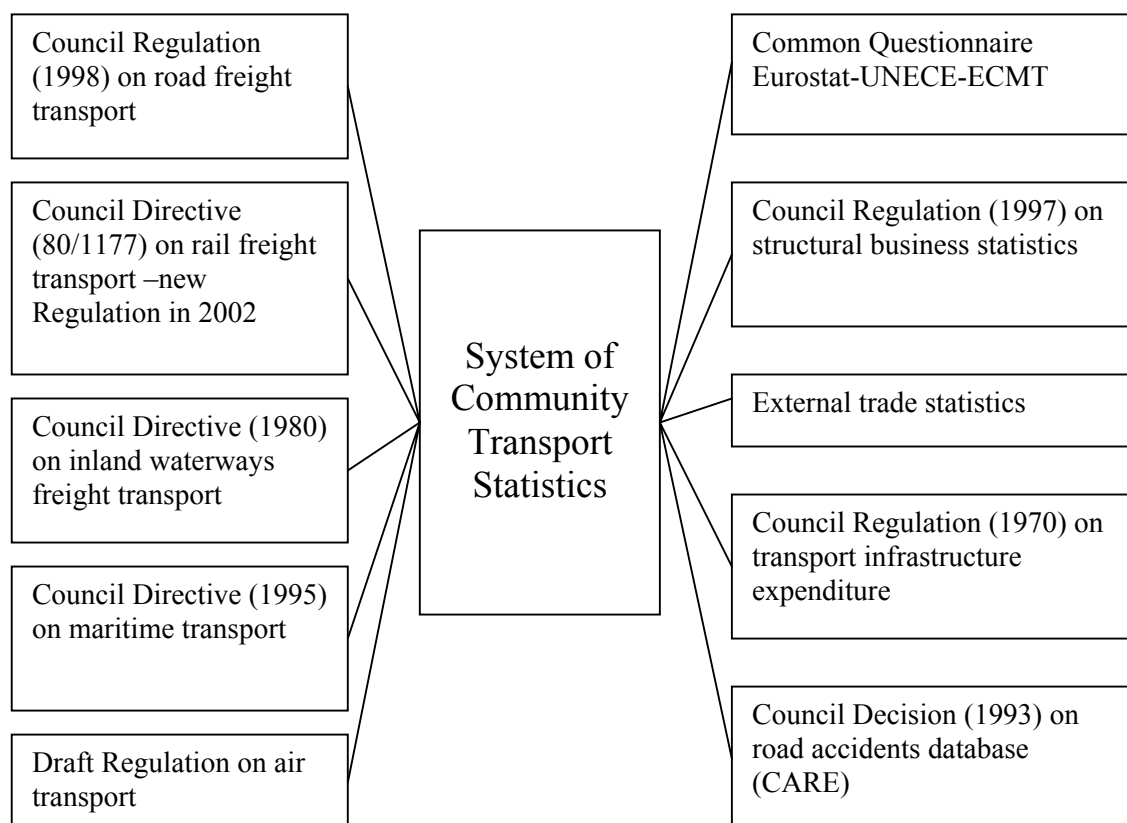 Council Regulation
(1998) on road freight
transport
Council Directive
(80/1177) on rail freight
transport –new
Regulation in 2002
Council Directive (1980)
on inland waterways
freight transport
Council Directive (1995)
on maritime transport
Draft Regulation on air
transport
System of
Community
Transport
Statistics
Common Questionnaire
Eurostat-UNECE-ECMT
Council Regulation (1997) on
structural business statistics
External trade statistics
Council Regulation (1970) on
transport infrastructure
expenditure
Council Decision (1993) on
road accidents database
(CARE)